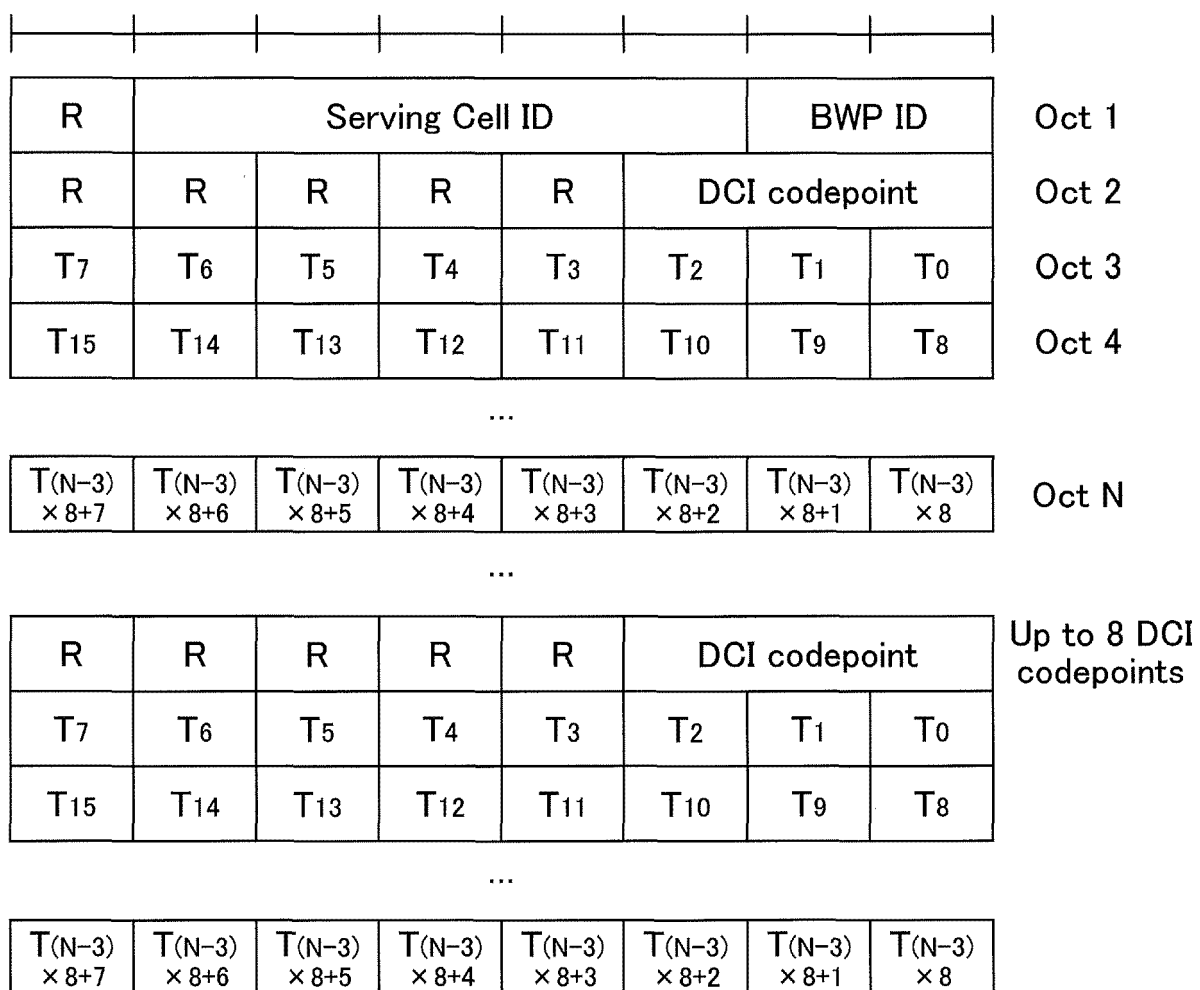 R Serving Cell ID BWP ID Oct 1
R R R R R DCI codepoint Oct 2
T7 T6 T5 T4 T3 T2 T1 T0 Oct 3
T15 T14 T13 T12 T11 T10 T9 T8 Oct 4
...
T(N-3) T(N-3) T(N-3) T(N-3) T(N-3) T(N-3) T(N-3) T(N-3) Oct N
×8+7 ×8+6 ×8+5 ×8+4 ×8+3 ×8+2 ×8+1 ×8
...
R R R R R DCI codepoint Up to 8 DCI
codepoints
T7 T6 T5 T4 T3 T2 T1 T0
T15 T14 T13 T12 T11 T10 T9 T8
...
T(N-3) T(N-3) T(N-3) T(N-3) T(N-3) T(N-3) T(N-3) T(N-3)
×8+7 ×8+6 ×8+5 ×8+4 ×8+3 ×8+2 ×8+1 ×8